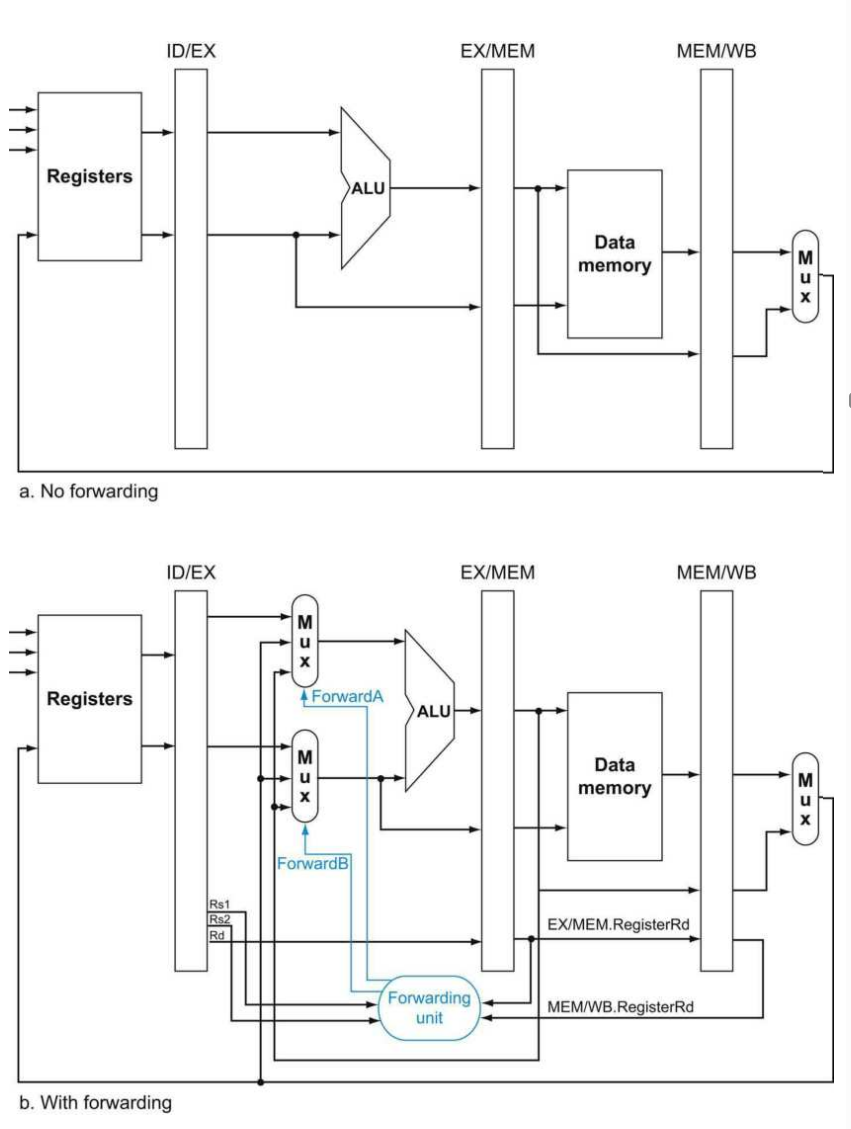 ID/EX
EX/MEM
MEM/WB
Registers
ALU
Data
memory
M
u
x
a. No forwarding
ID/EX
EX/MEM
MEM/WB
M
u
x
Registers
ForwardA
ALU
M
u
x
Data
memory
M
u
x
ForwardB
Rs1
Rs2
Rd
EX/MEM.RegisterRd
Forwarding
unit
MEM/WB.RegisterRd
b. With forwarding